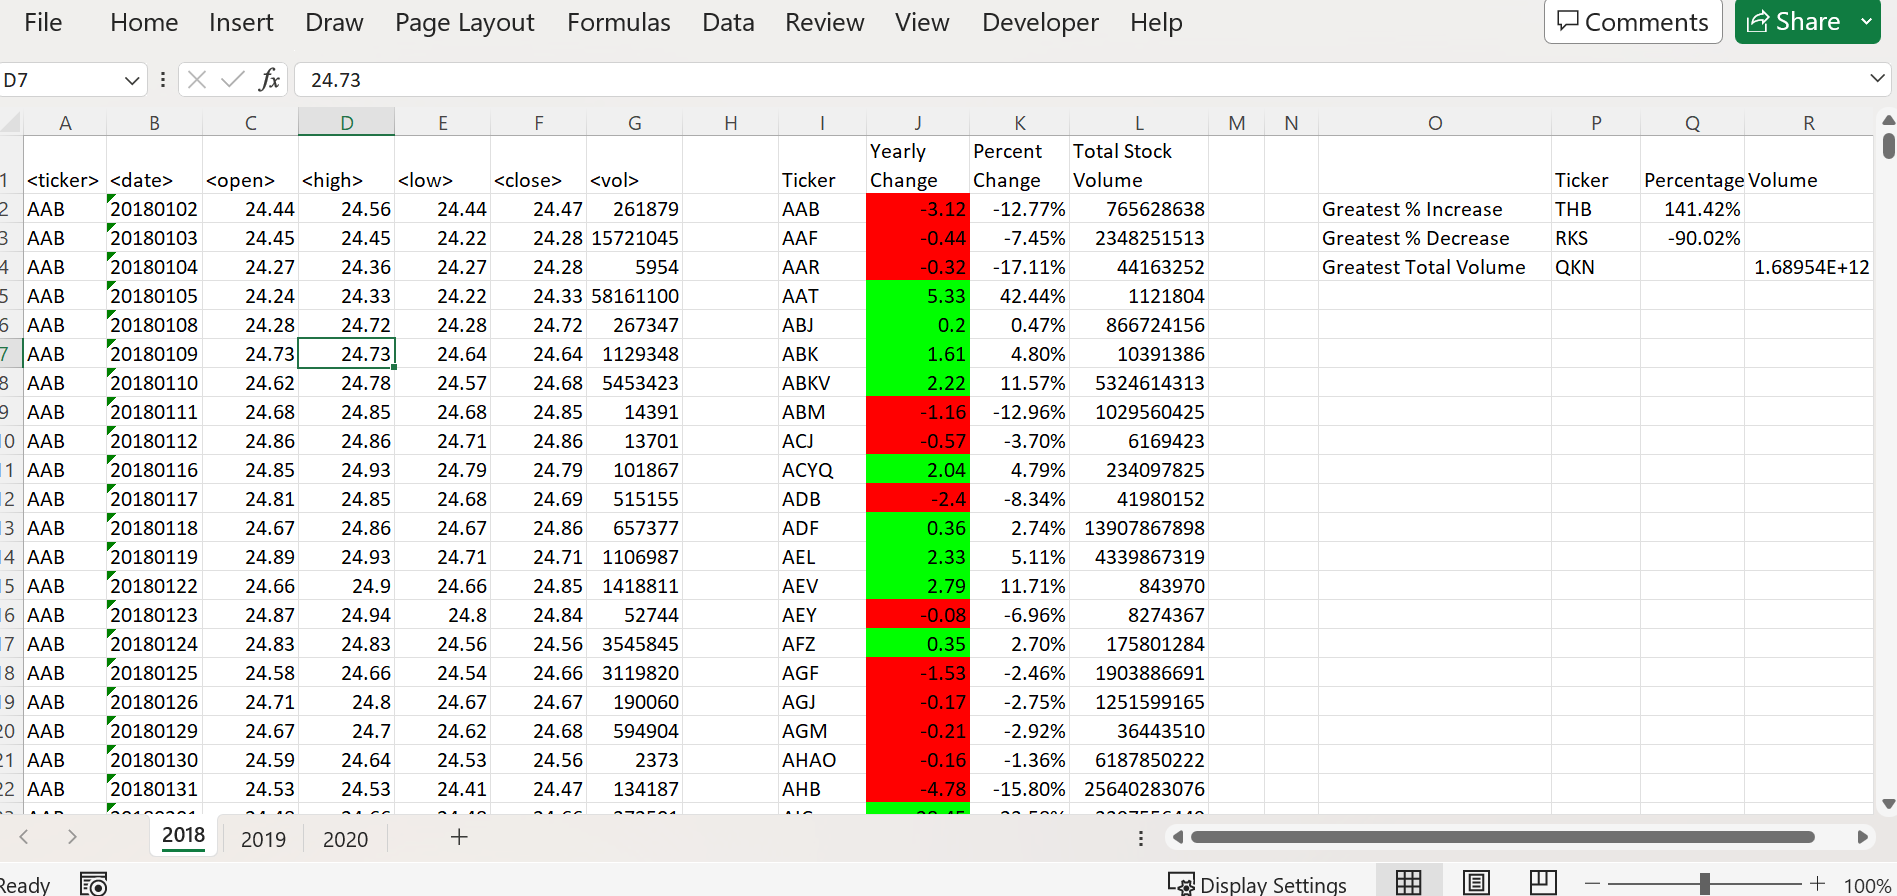 File Home Insert Draw Page Layout Formulas Data Review View Developer Help Comments Share
D7 fx 24.73
A B C D E F G H I J K L M N O P Q R
1 <ticker> <date> <open> <high> <low> <close> <vol> Ticker Yearly Change Percent Change Total Stock Volume Ticker Percentage Volume
2 AAB 20180102 24.44 24.56 24.44 24.47 261879 AAB -3.12 -12.77% 765628638 Greatest % Increase THB 141.42%
3 AAB 20180103 24.45 24.45 24.22 24.28 15721045 AAF -0.44 -7.45% 2348251513 Greatest % Decrease RKS -90.02%
4 AAB 20180104 24.27 24.36 24.27 24.28 5954 AAR -0.32 -17.11% 44163252 Greatest Total Volume QKN 1.68954E+12
5 AAB 20180105 24.24 24.33 24.22 24.33 58161100 AAT 5.33 42.44% 1121804
6 AAB 20180108 24.28 24.72 24.28 24.72 267347 ABJ 0.2 0.47% 866724156
7 AAB 20180109 24.73 24.73 24.64 24.64 1129348 ABK 1.61 4.80% 10391386
8 AAB 20180110 24.62 24.78 24.57 24.68 5453423 ABKV 2.22 11.57% 5324614313
9 AAB 20180111 24.68 24.85 24.68 24.85 14391 ABM -1.16 -12.96% 1029560425
10 AAB 20180112 24.86 24.86 24.71 24.86 13701 ACJ -0.57 -3.70% 6169423
11 AAB 20180116 24.85 24.93 24.79 24.79 101867 ACYQ 2.04 4.79% 234097825
12 AAB 20180117 24.81 24.85 24.68 24.69 515155 ADB -2.4 -8.34% 41980152
13 AAB 20180118 24.67 24.86 24.67 24.86 657377 ADF 0.36 2.74% 13907867898
14 AAB 20180119 24.89 24.93 24.71 24.71 1106987 AEL 2.33 5.11% 4339867319
15 AAB 20180122 24.66 24.9 24.66 24.85 1418811 AEV 2.79 11.71% 843970
16 AAB 20180123 24.87 24.94 24.8 24.84 52744 AEY -0.08 -6.96% 8274367
17 AAB 20180124 24.83 24.83 24.56 24.56 3545845 AFZ 0.35 2.70% 175801284
18 AAB 20180125 24.58 24.66 24.54 24.66 3119820 AGF -1.53 -2.46% 1903886691
19 AAB 20180126 24.71 24.8 24.67 24.67 190060 AGJ -0.17 -2.75% 1251599165
20 AAB 20180129 24.67 24.7 24.62 24.68 594904 AGM -0.21 -2.92% 36443510
21 AAB 20180130 24.59 24.64 24.53 24.56 2373 AHAO -0.16 -1.36% 6187850222
22 AAB 20180131 24.53 24.53 24.41 24.47 134187 AHB -4.78 -15.80% 25640283076
2018 2019 2020
Ready Display Settings 100%